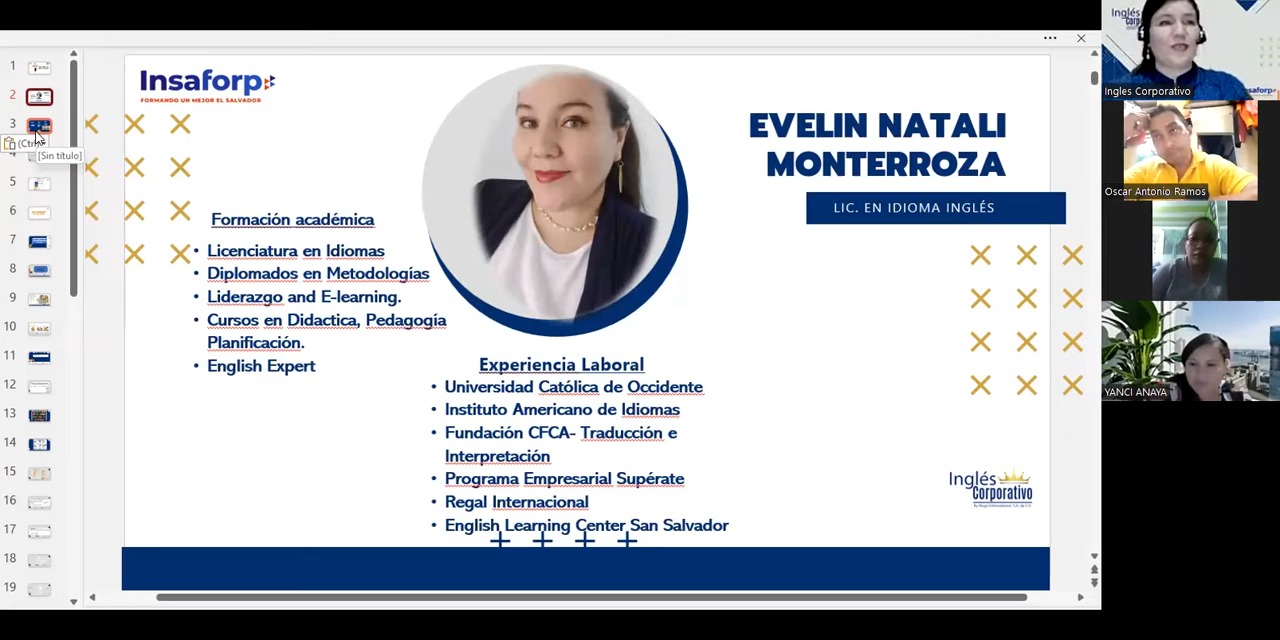 Insaforp
FORMANDO UN MEJOR EL SALVADOR
EVELIN NATALI
MONTERROZA
LIC. EN IDIOMA INGLÉS
Formación académica
• Licenciatura en Idiomas
• Diplomados en Metodologías
• Liderazgo and E-learning.
• Cursos en Didactica, Pedagogía
Planificación.
• English Expert
Experiencia Laboral
• Universidad Católica de Occidente
• Instituto Americano de Idiomas
• Fundación CFCA- Traducción e
Interpretación
• Programa Empresarial Supérate
• Regal Internacional
• English Learning Center San Salvador
Inglés
Corporativo
1
2
3
(Ctrl
[Sin título]
4
5
6
7
8
9
10
11
12
13
14
15
16
17
18
19
Inglés
Ingles Corporativo
Oscar Antonio Ramos
YANCI ANAYA